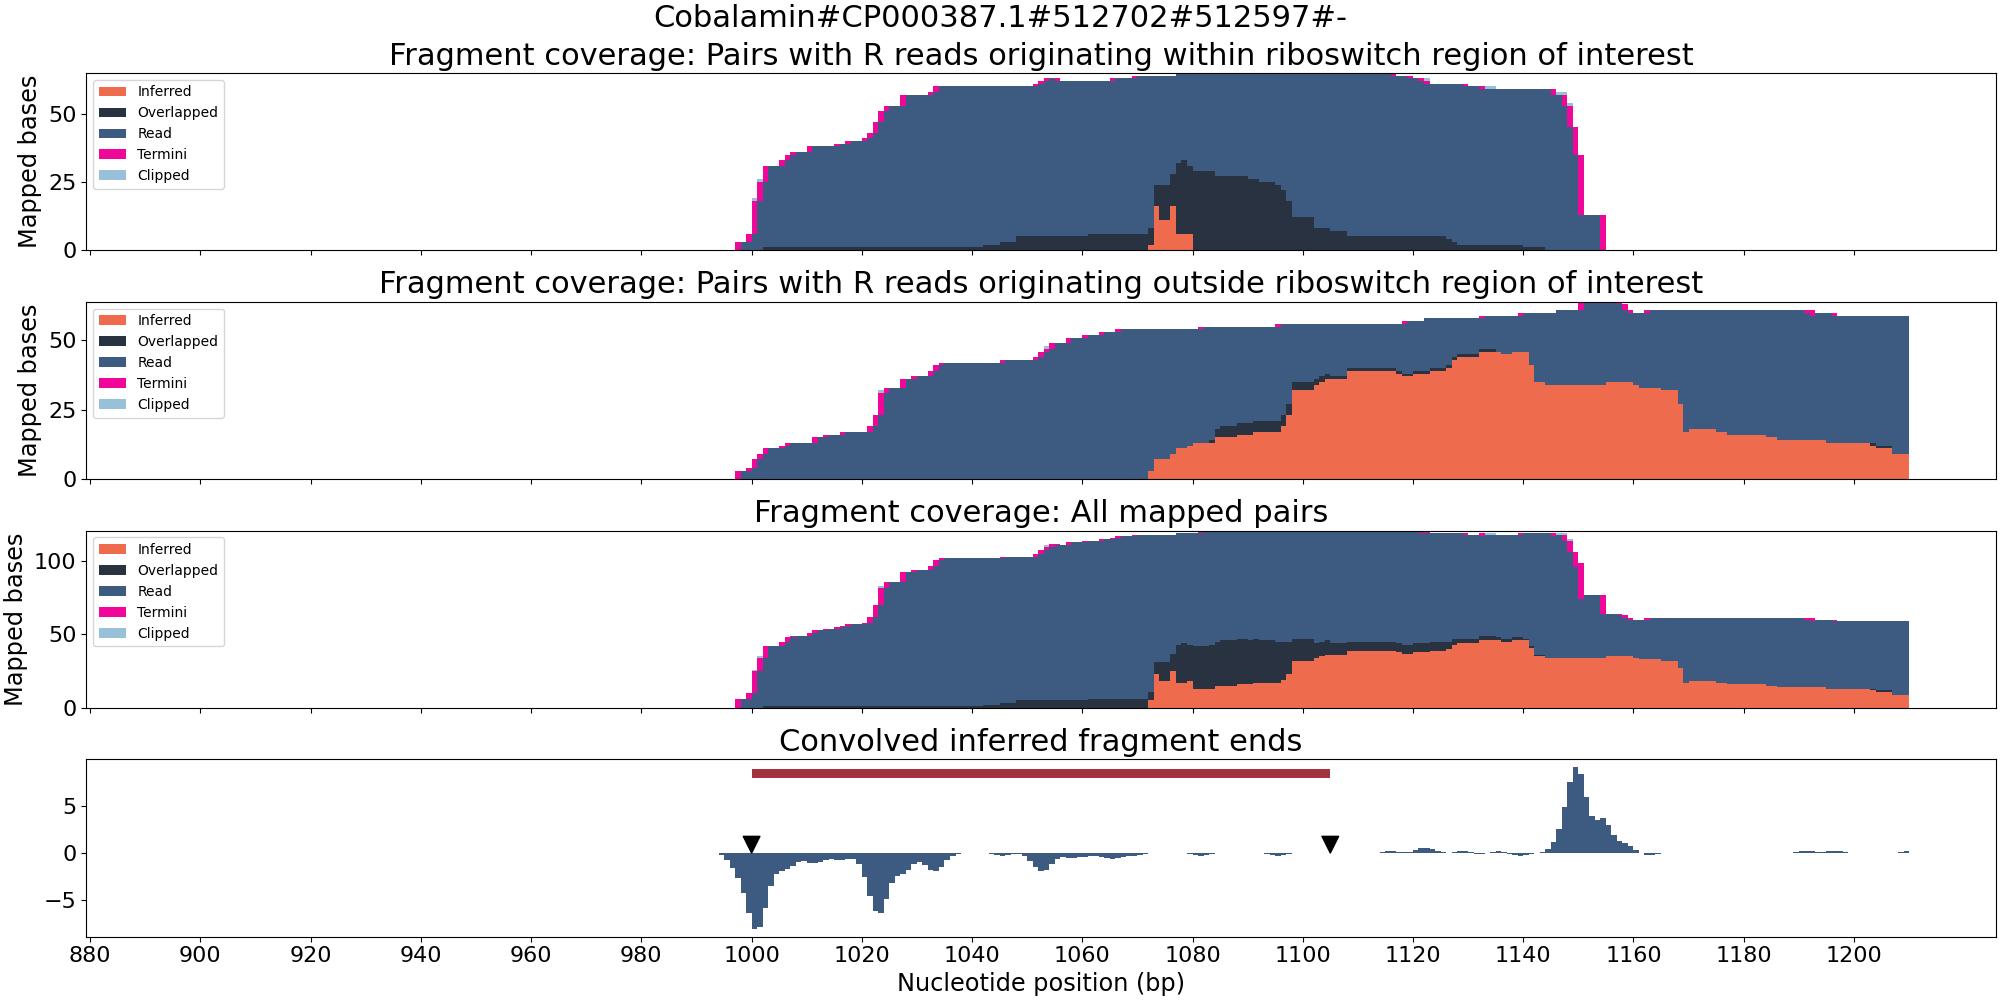 Cobalamin#CP000387.1#512702#512597#-
Fragment coverage: Pairs with R reads originating within riboswitch region of interest
Mapped bases
50
25
0
Inferred
Overlapped
Read
Termini
Clipped
Fragment coverage: Pairs with R reads originating outside riboswitch region of interest
Mapped bases
50
25
0
Inferred
Overlapped
Read
Termini
Clipped
Fragment coverage: All mapped pairs
Mapped bases
100
50
0
Inferred
Overlapped
Read
Termini
Clipped
Convolved inferred fragment ends
5
0
−5
880 900 920 940 960 980 1000 1020 1040 1060 1080 1100 1120 1140 1160 1180 1200
Nucleotide position (bp)